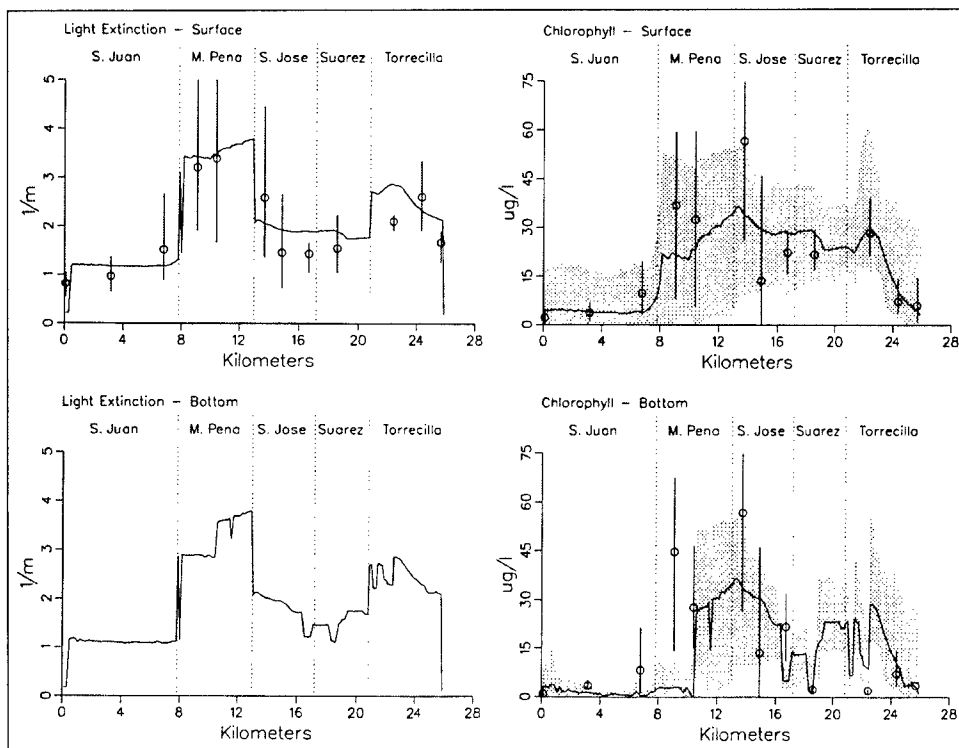 Light Extinction – Surface
S. Juan M. Pena S. Jose Suarez Torrecilla
5
4
3
2
1
0
1/m
0 4 8 12 16 20 24 28
Kilometers
Chlorophyll – Surface
S. Juan M. Pena S. Jose Suarez Torrecilla
75
60
45
30
15
0
ug/l
0 4 8 12 16 20 24 28
Kilometers
Light Extinction – Bottom
S. Juan M. Pena S. Jose Suarez Torrecilla
5
4
3
2
1
0
1/m
0 4 8 12 16 20 24 28
Kilometers
Chlorophyll – Bottom
S. Juan M. Pena S. Jose Suarez Torrecilla
75
60
45
30
15
0
ug/l
0 4 8 12 16 20 24 28
Kilometers